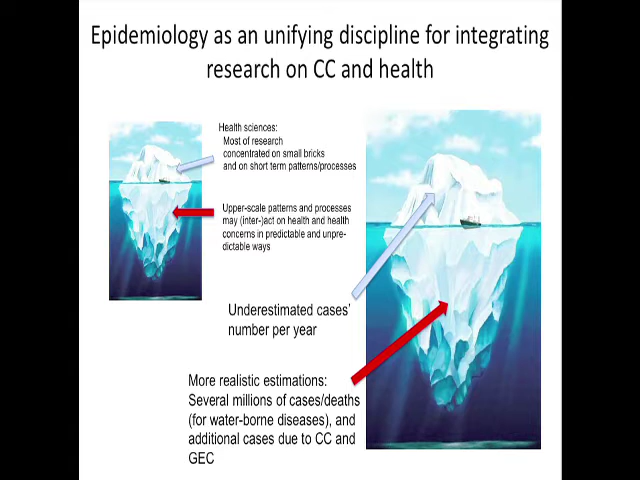 Epidemiology as an unifying discipline for integrating
research on CC and health
Health sciences:
Most of research
concentrated on small bricks
and on short term patterns/processes
Upper-scale patterns and processes
may (inter-)act on health and health
concerns in predictable and unpre-
dictable ways
Underestimated cases'
number per year
More realistic estimations:
Several millions of cases/deaths
(for water-borne diseases), and
additional cases due to CC and
GEC